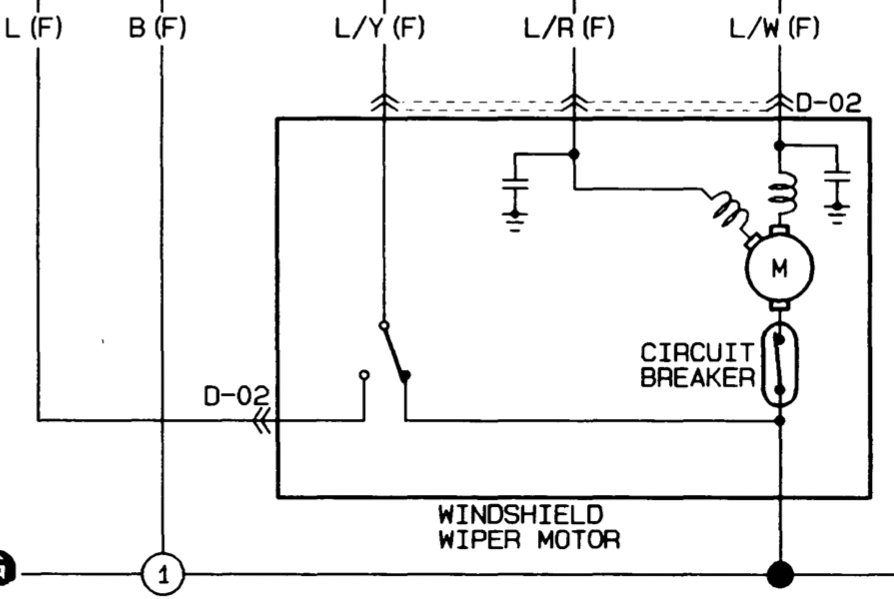 L (F) B (F) L/Y (F) L/R (F) L/W (F)
D-02
M
CIRCUIT
BREAKER
D-02
WINDSHIELD
WIPER MOTOR
1